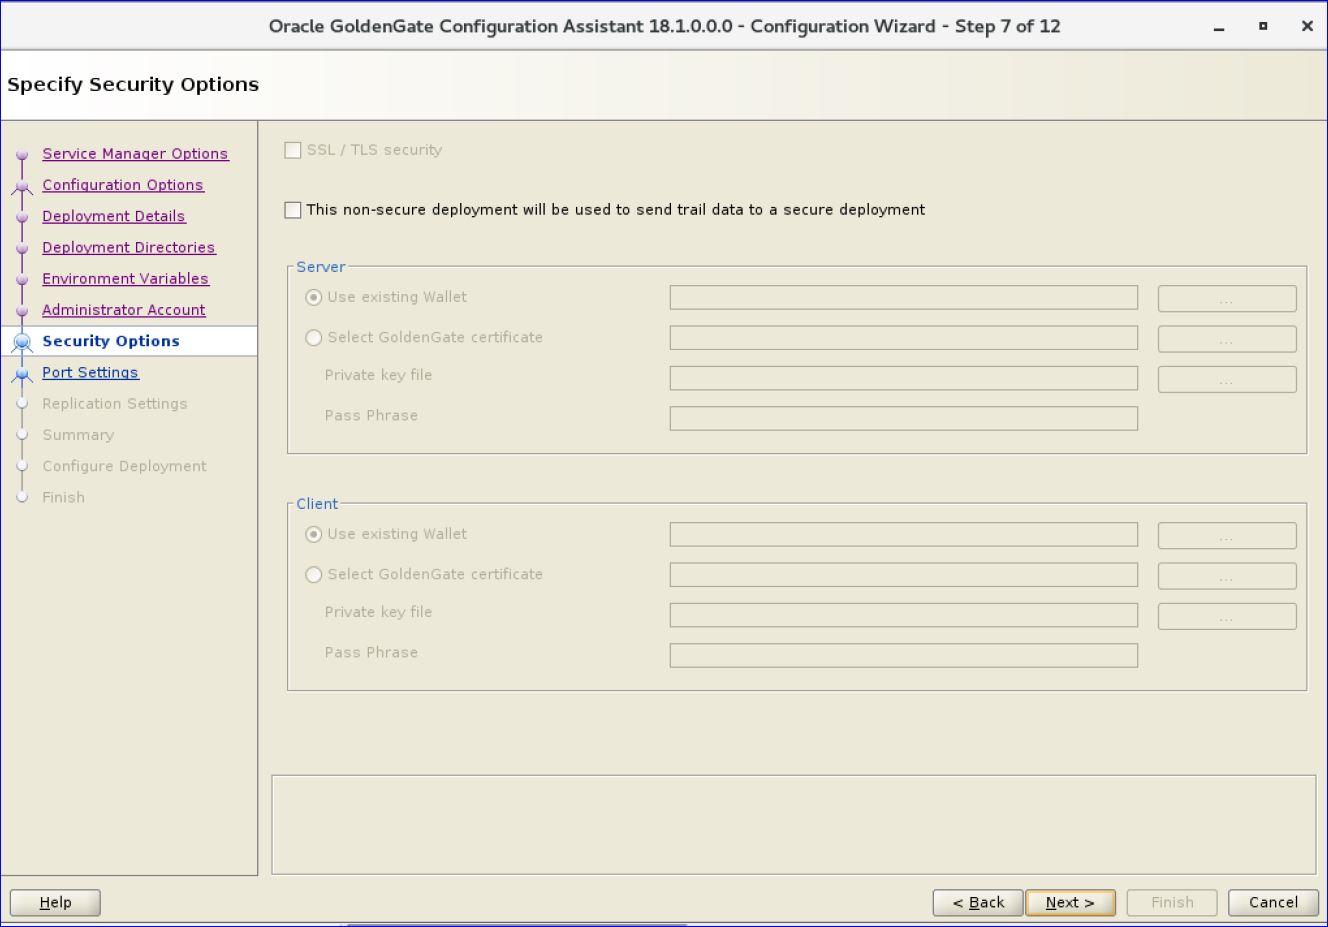 Oracle GoldenGate Configuration Assistant 18.1.0.0.0 - Configuration Wizard - Step 7 of 12
Specify Security Options
Service Manager Options
Configuration Options
Deployment Details
Deployment Directories
Environment Variables
Administrator Account
Security Options
Port Settings
Replication Settings
Summary
Configure Deployment
Finish
SSL / TLS security
This non-secure deployment will be used to send trail data to a secure deployment
Server
Use existing Wallet ...
Select GoldenGate certificate ...
Private key file ...
Pass Phrase
Client
Use existing Wallet ...
Select GoldenGate certificate ...
Private key file ...
Pass Phrase
Help < Back Next > Finish Cancel